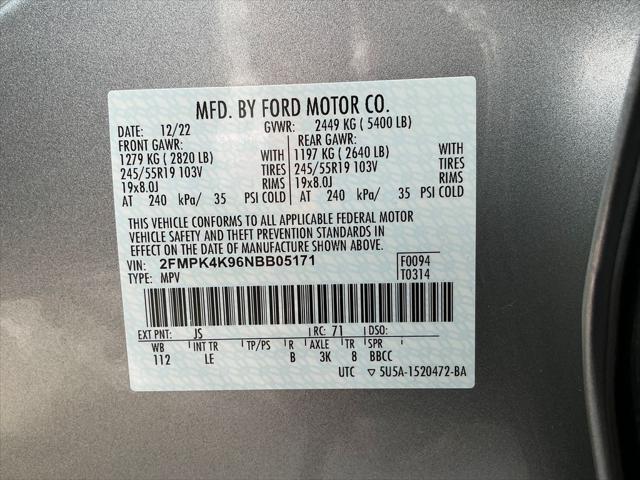 MFD. BY FORD MOTOR CO.
DATE: 12/22 GVWR: 2449 KG ( 5400 LB)
FRONT GAWR: REAR GAWR:
1279 KG ( 2820 LB) WITH 1197 KG ( 2640 LB) WITH
245/55R19 103V TIRES 245/55R19 103V TIRES
19x8.0J RIMS 19x8.0J RIMS
AT 240 kPa/ 35 PSI COLD AT 240 kPa/ 35 PSI COLD
THIS VEHICLE CONFORMS TO ALL APPLICABLE FEDERAL MOTOR
VEHICLE SAFETY AND THEFT PREVENTION STANDARDS IN
EFFECT ON THE DATE OF MANUFACTURE SHOWN ABOVE.
VIN: 2FMPK4K96NBB05171 F0094
TYPE: MPV T0314
EXT PNT: JS RC: 71 DSO:
WB INT TR TP/PS R AXLE TR SPR
112 LE B 3K 8 BBCC
UTC ▽ 5U5A-1520472-BA